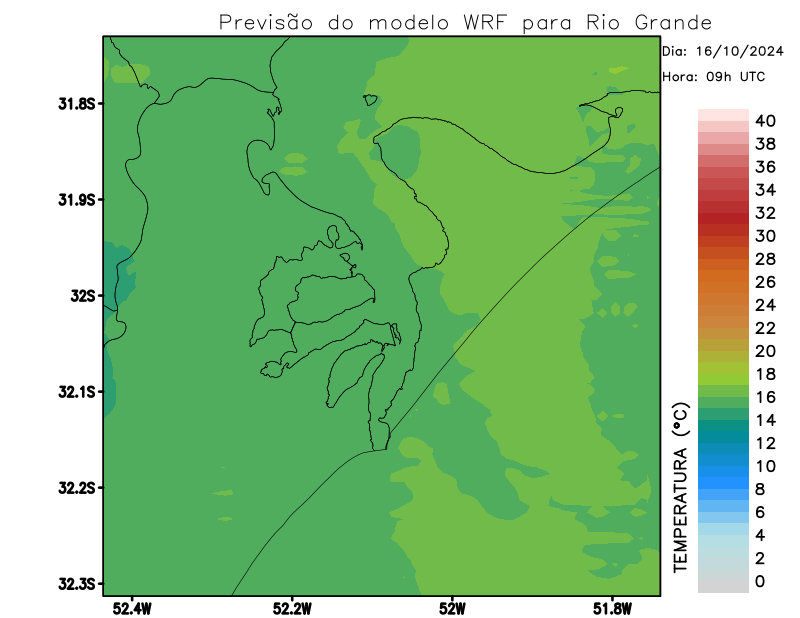 Previsão do modelo WRF para Rio Grande
Dia: 16/10/2024
Hora: 09h UTC
31.8S
31.9S
32S
32.1S
32.2S
32.3S
52.4W
52.2W
52W
51.8W
TEMPERATURA (°C)
40
38
36
34
32
30
28
26
24
22
20
18
16
14
12
10
8
6
4
2
0